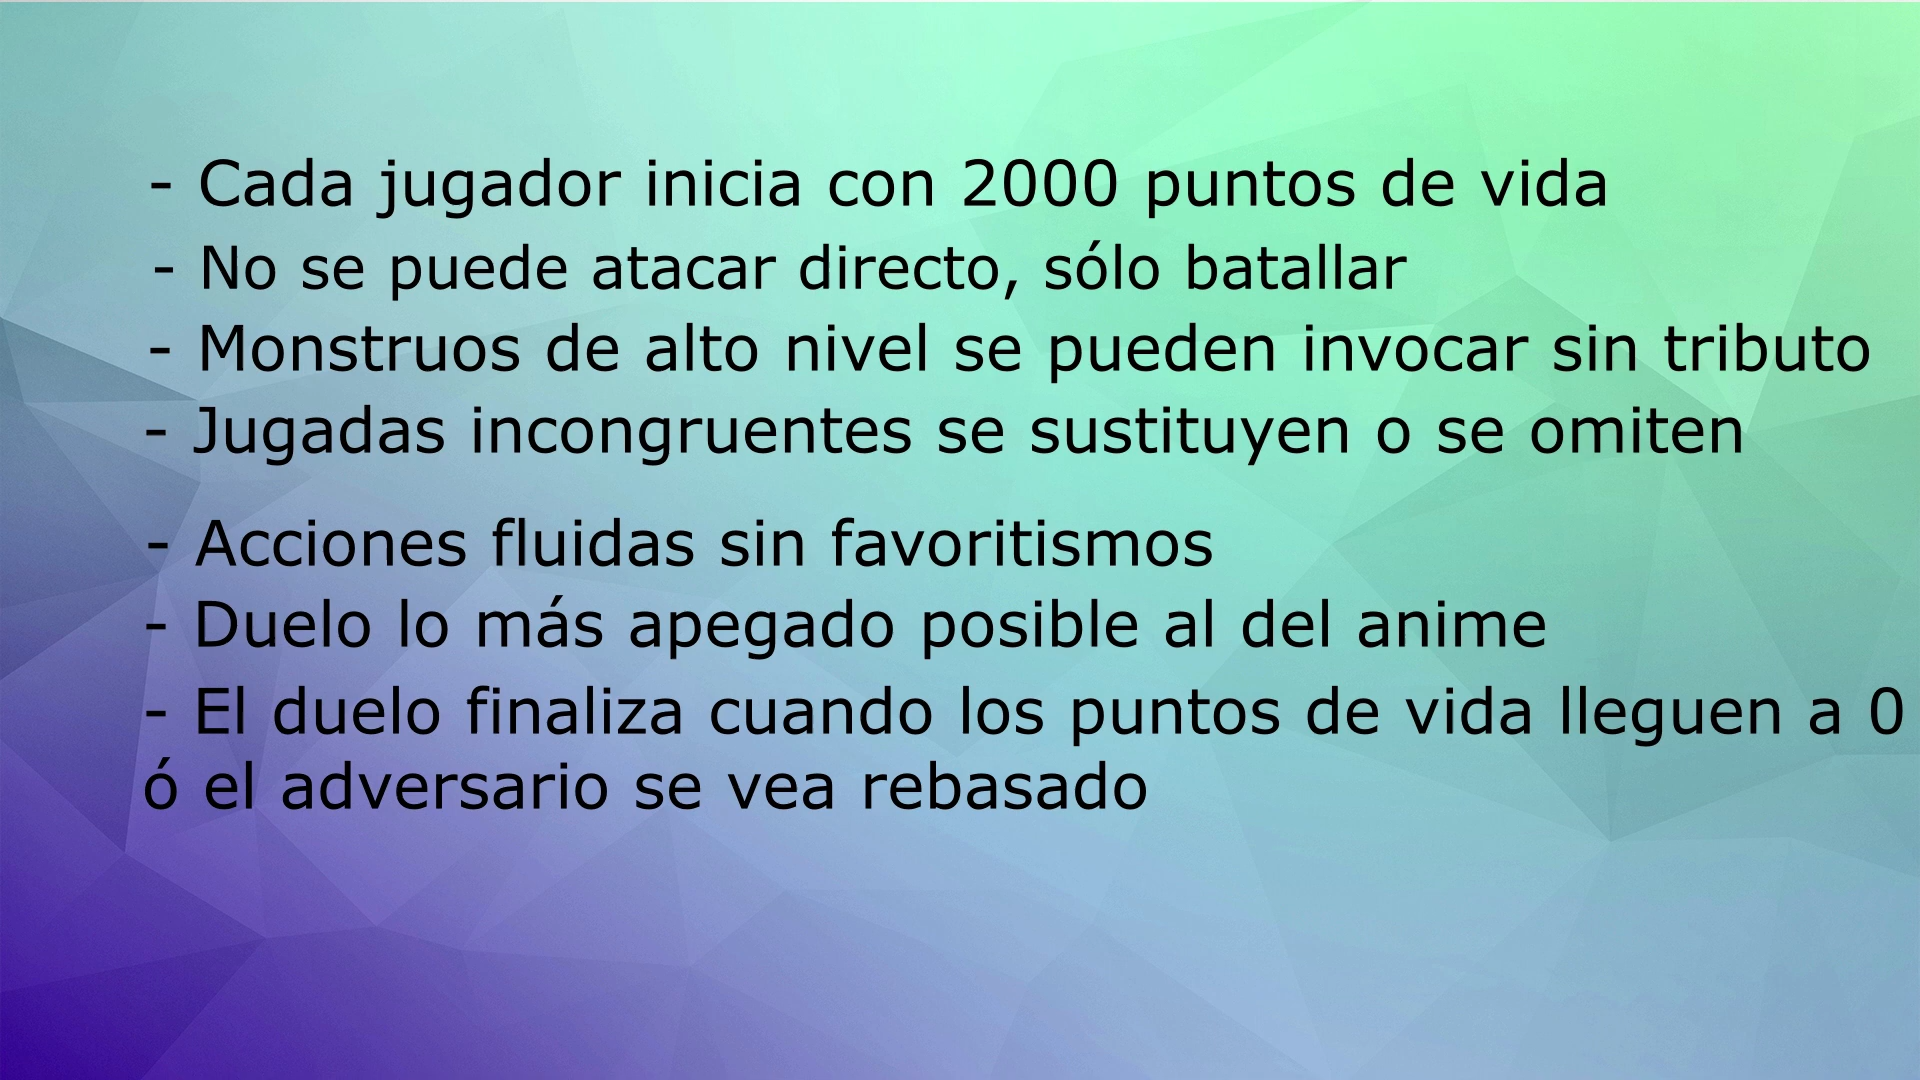 - Cada jugador inicia con 2000 puntos de vida
- No se puede atacar directo, sólo batallar
- Monstruos de alto nivel se pueden invocar sin tributo
- Jugadas incongruentes se sustituyen o se omiten
- Acciones fluidas sin favoritismos
- Duelo lo más apegado posible al del anime
- El duelo finaliza cuando los puntos de vida lleguen a 0
ó el adversario se vea rebasado